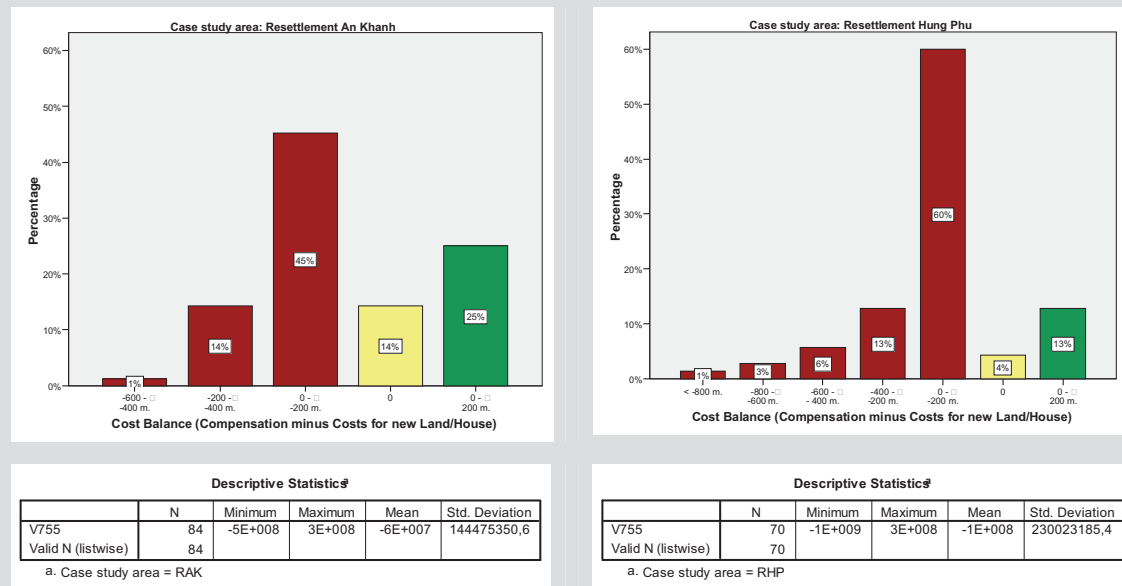 Case study area: Resettlement An Khanh
Percentage
60%
50%
40%
30%
20%
10%
0%
1%
14%
45%
14%
25%
-600 - □ -200 - □ 0 - □ 0 0 - □
-400 m. -400 m. -200 m. 200 m.
Cost Balance (Compensation minus Costs for new Land/House)
Case study area: Resettlement Hung Phu
Percentage
60%
50%
40%
30%
20%
10%
0%
1%
3%
6%
13%
60%
4%
13%
< -800 m. -800 - □ -600 - □ -400 - □ 0 - □ 0 0 - □
-600 m. - 400 m. -200 m. -200 m. 200 m.
Cost Balance (Compensation minus Costs for new Land/House)
Descriptive Statisticsᵃ
N Minimum Maximum Mean Std. Deviation
V755 84 -5E+008 3E+008 -6E+007 144475350,6
Valid N (listwise) 84
a. Case study area = RAK
Descriptive Statisticsᵃ
N Minimum Maximum Mean Std. Deviation
V755 70 -1E+009 3E+008 -1E+008 230023185,4
Valid N (listwise) 70
a. Case study area = RHP